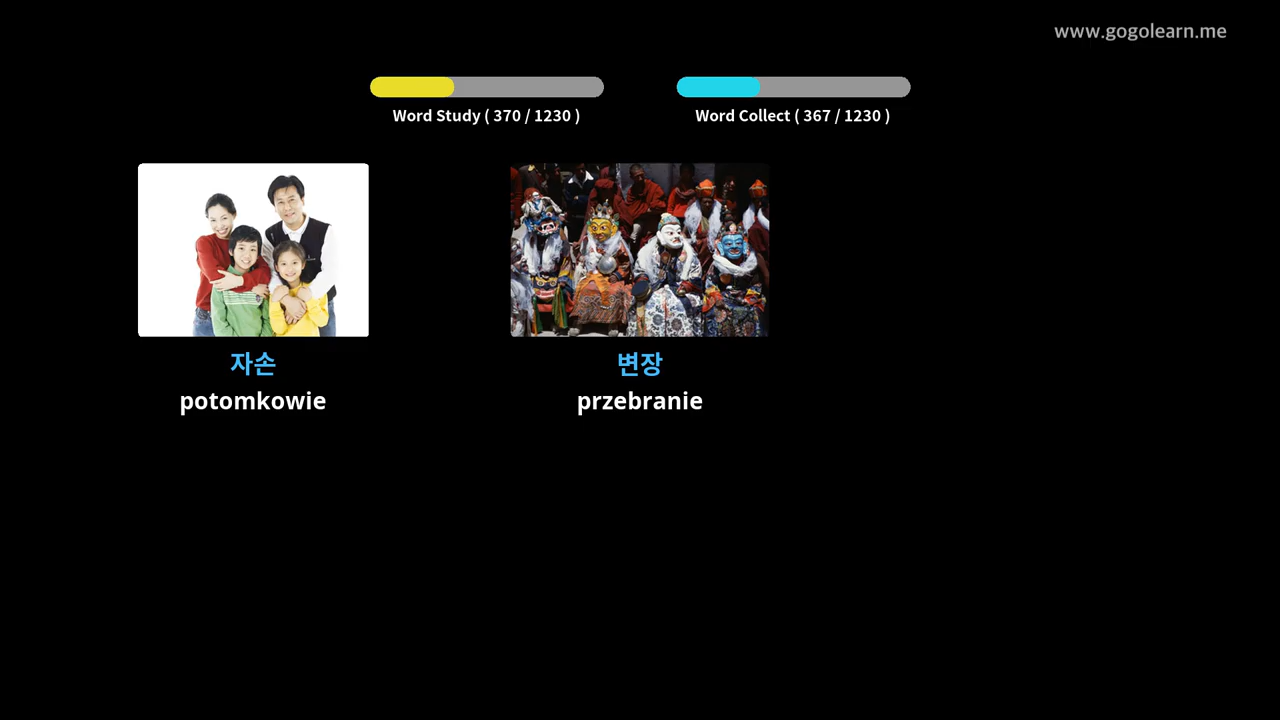 www.gogolearn.me
Word Study ( 370 / 1230 )
Word Collect ( 367 / 1230 )
자손
potomkowie
변장
przebranie